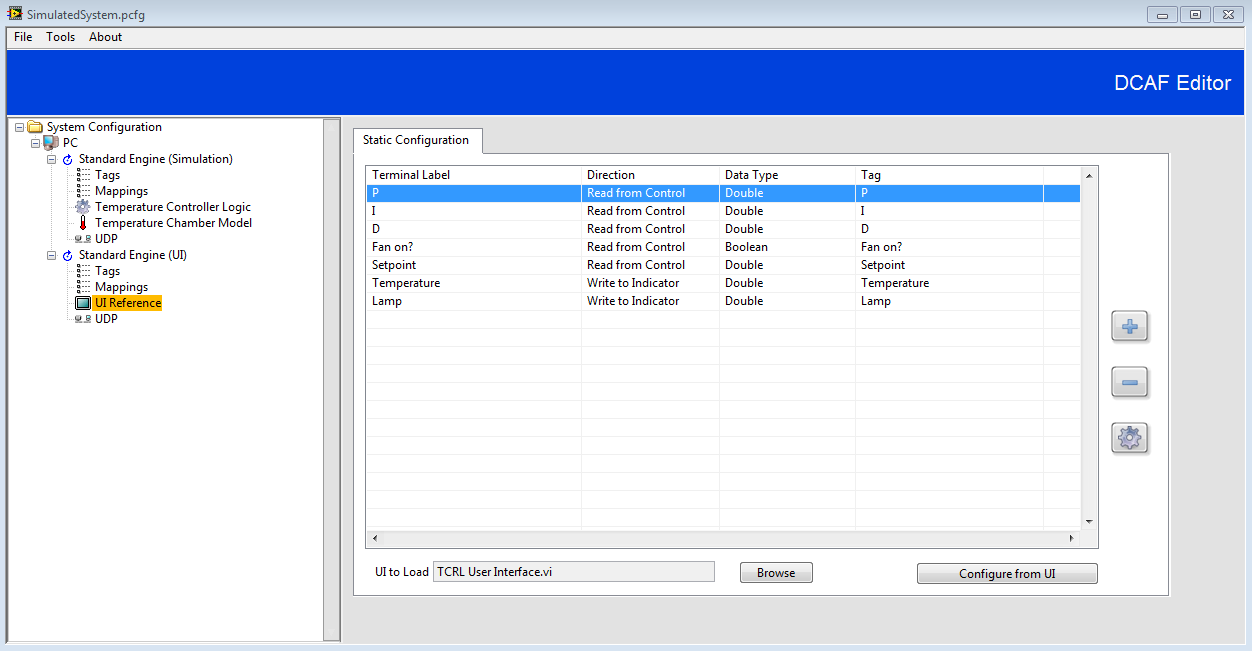 SimulatedSystem.pcfg
File Tools About
DCAF Editor
System Configuration
PC
Standard Engine (Simulation)
Tags
Mappings
Temperature Controller Logic
Temperature Chamber Model
UDP
Standard Engine (UI)
Tags
Mappings
UI Reference
UDP
Static Configuration
Terminal Label Direction Data Type Tag
P Read from Control Double P
I Read from Control Double I
D Read from Control Double D
Fan on? Read from Control Boolean Fan on?
Setpoint Read from Control Double Setpoint
Temperature Write to Indicator Double Temperature
Lamp Write to Indicator Double Lamp
UI to Load TCRL User Interface.vi Browse Configure from UI